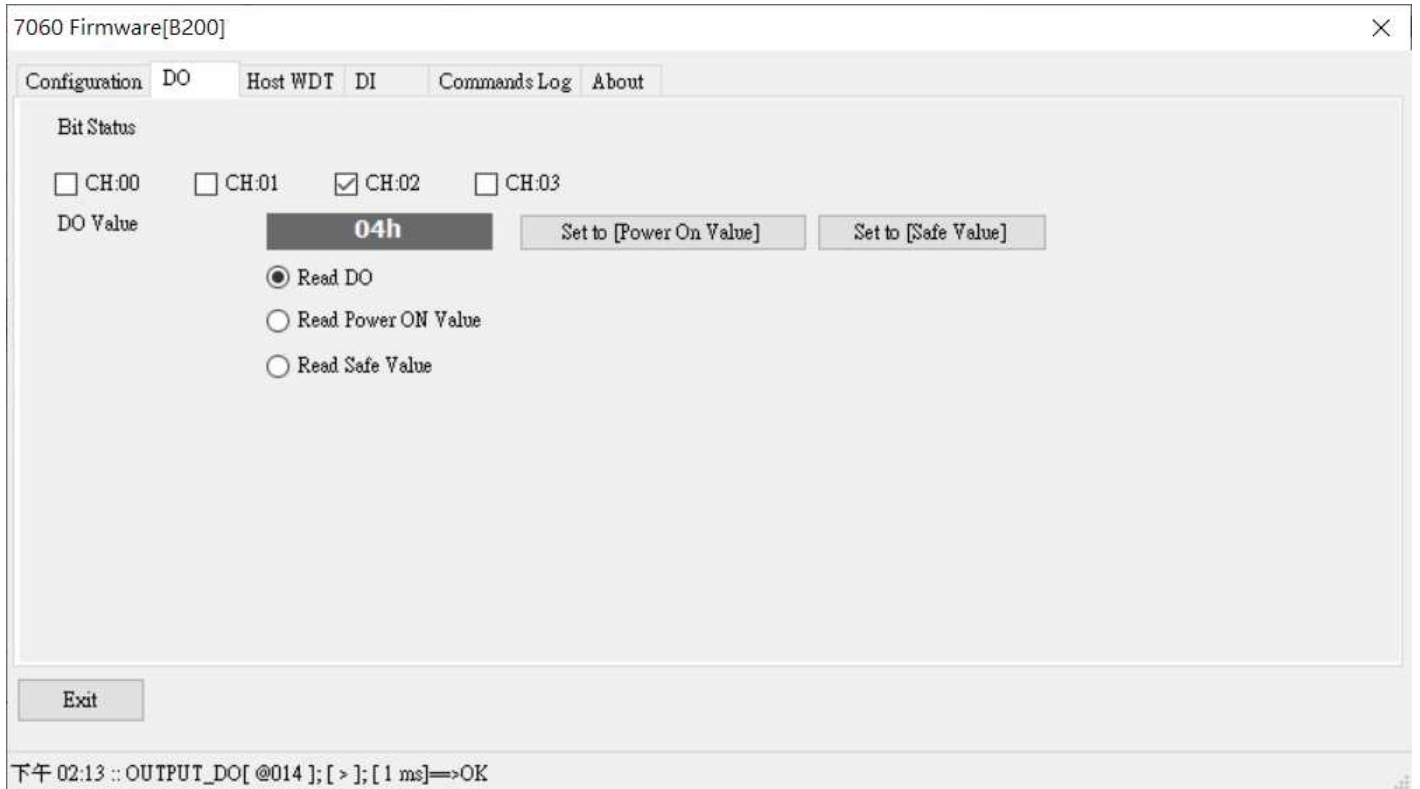 7060 Firmware[B200]
Configuration DO Host WDT DI Commands Log About
Bit Status
CH:00 CH:01 CH:02 CH:03
DO Value 04h Set to [Power On Value] Set to [Safe Value]
Read DO
Read Power ON Value
Read Safe Value
Exit
下午 02:13 :: OUTPUT_DO[ @014 ]; [ > ]; [ 1 ms]==>OK